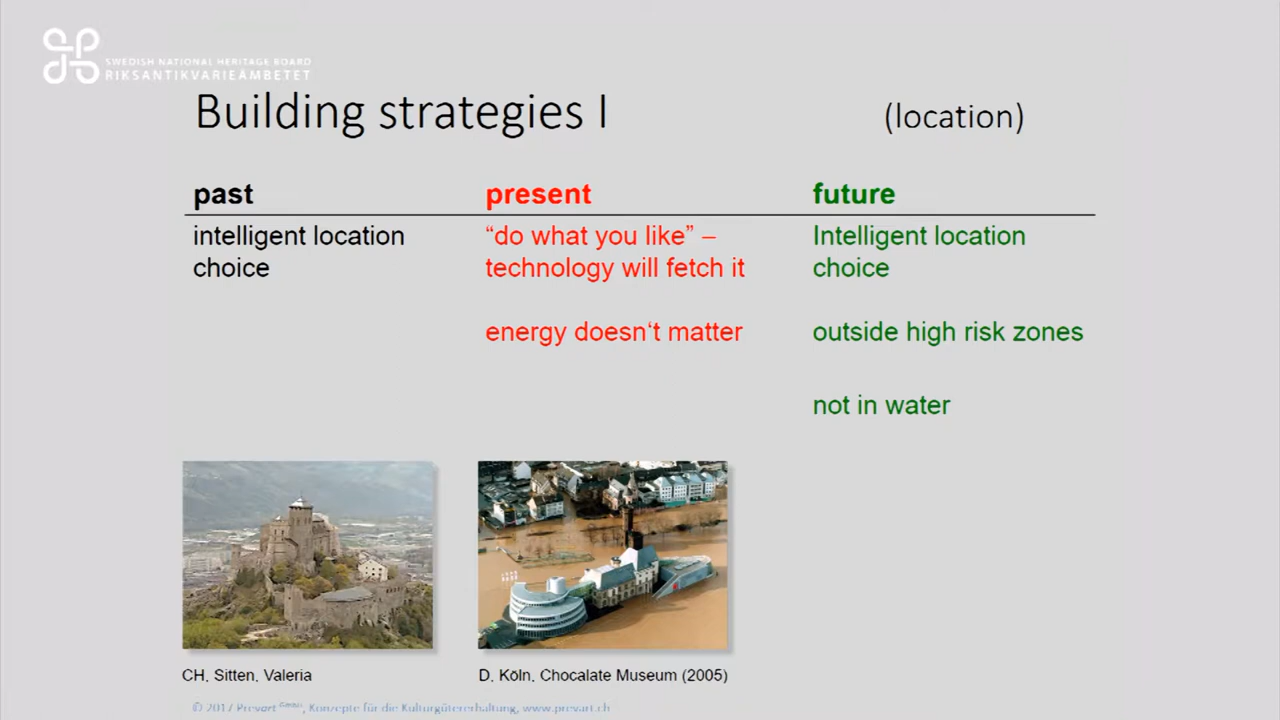 SWEDISH NATIONAL HERITAGE BOARD
RIKSANTIKVARIEÄMBETET
Building strategies I (location)
past present future
intelligent location “do what you like” – Intelligent location
choice technology will fetch it choice
energy doesn‘t matter outside high risk zones
not in water
CH, Sitten, Valeria D, Köln, Chocalate Museum (2005)
© 2017 Prevart GmbH, Konzepte für die Kulturgütererhaltung, www.prevart.ch